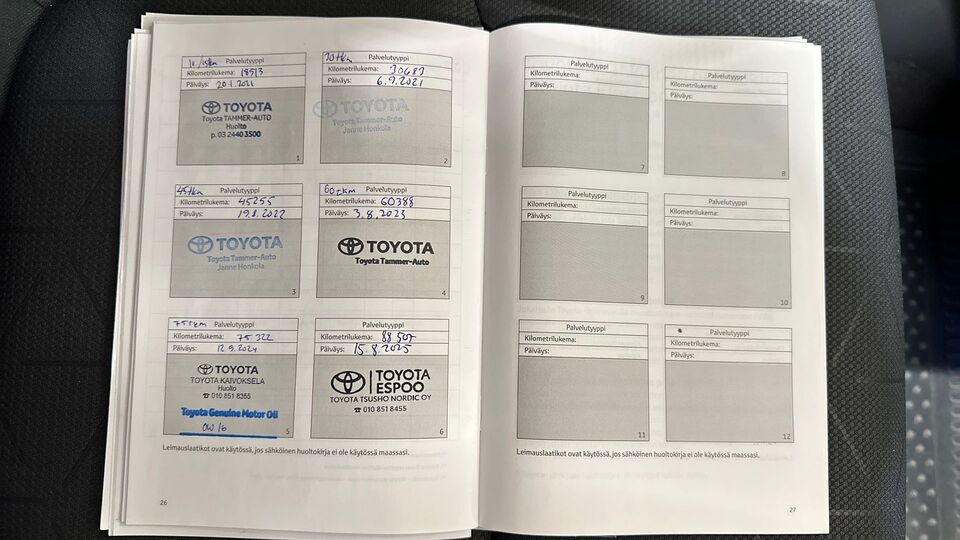 1v./15tkm Palvelutyyppi
Kilometrilukema: 18913
Päiväys: 20.1.2021
TOYOTA
Toyota TAMMER-AUTO
Huolto
p. 03 2440 3500
1
30tkm Palvelutyyppi
Kilometrilukema: 30687
Päiväys: 6.9.2021
TOYOTA
Toyota Tammer-Auto
Janne Honkola
2
45tkm Palvelutyyppi
Kilometrilukema: 45255
Päiväys: 19.8.2022
TOYOTA
Toyota Tammer-Auto
Janne Honkola
3
60tkm Palvelutyyppi
Kilometrilukema: 60388
Päiväys: 3.8.2023
TOYOTA
Toyota Tammer-Auto
4
75tkm Palvelutyyppi
Kilometrilukema: 75 322
Päiväys: 12.9.2024
TOYOTA
TOYOTA KAIVOKSELA
Huolto
☎ 010 851 8355
Toyota Genuine Motor Oil
0W16
5
Palvelutyyppi
Kilometrilukema: 88 507
Päiväys: 15.8.2025
TOYOTA
ESPOO
TOYOTA TSUSHO NORDIC OY
☎ 010 851 8455
6
Leimauslaatikot ovat käytössä, jos sähköinen huoltokirja ei ole käytössä maassasi.
26
Palvelutyyppi
Kilometrilukema:
Päiväys:
7
Palvelutyyppi
Kilometrilukema:
Päiväys:
8
Palvelutyyppi
Kilometrilukema:
Päiväys:
9
Palvelutyyppi
Kilometrilukema:
Päiväys:
10
Palvelutyyppi
Kilometrilukema:
Päiväys:
11
Palvelutyyppi
Kilometrilukema:
Päiväys:
12
Leimauslaatikot ovat käytössä, jos sähköinen huoltokirja ei ole käytössä maassasi.
27